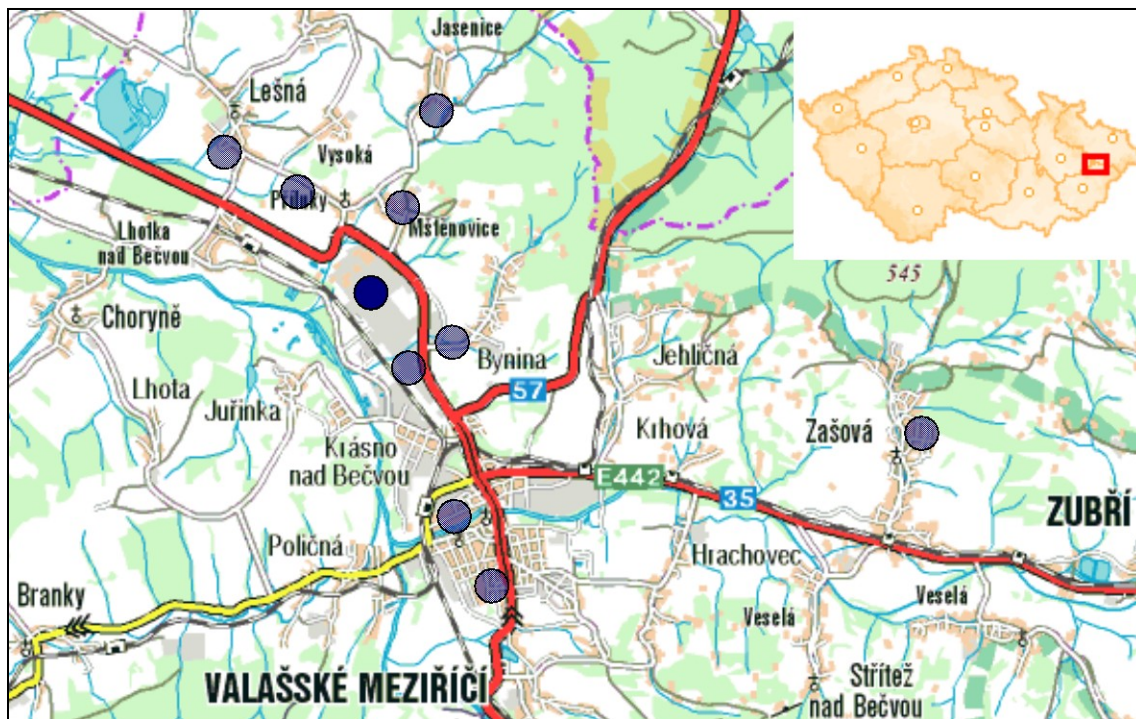 Jasenice
Lešná
Vysoká
Příluky
Mštěnovice
Lhotka
nad Bečvou
545
Choryně
Bynina
Jehličná
Lhota
57
Juřinka
Krhová
Zašová
Krásno
nad Bečvou
E442
35
ZUBŘÍ
Poličná
Hrachovec
Branky
Veselá
Veselá
VALAŠSKÉ MEZIŘÍČÍ
Střítež
nad Bečvou